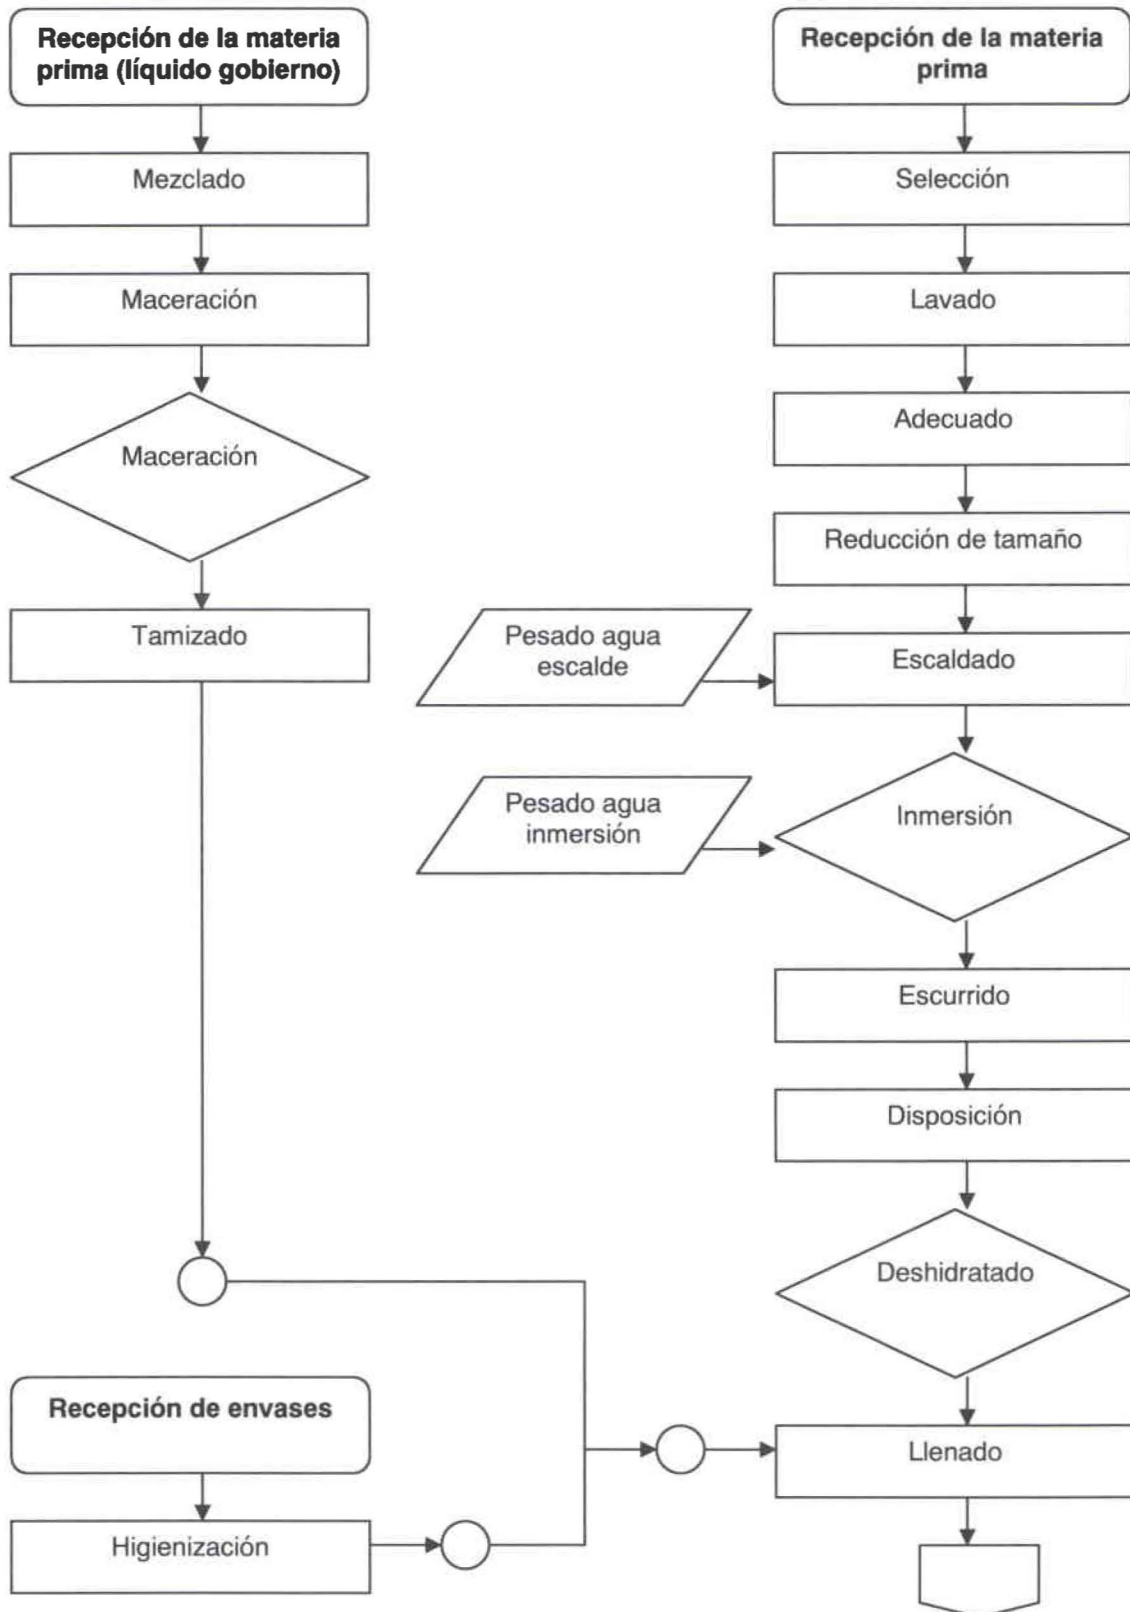 Recepción de la materia
prima (líquido gobierno)
Mezclado
Maceración
Maceración
Tamizado
Recepción de envases
Higienización
Pesado agua
escalde
Pesado agua
inmersión
Recepción de la materia
prima
Selección
Lavado
Adecuado
Reducción de tamaño
Escaldado
Inmersión
Escurrido
Disposición
Deshidratado
Llenado